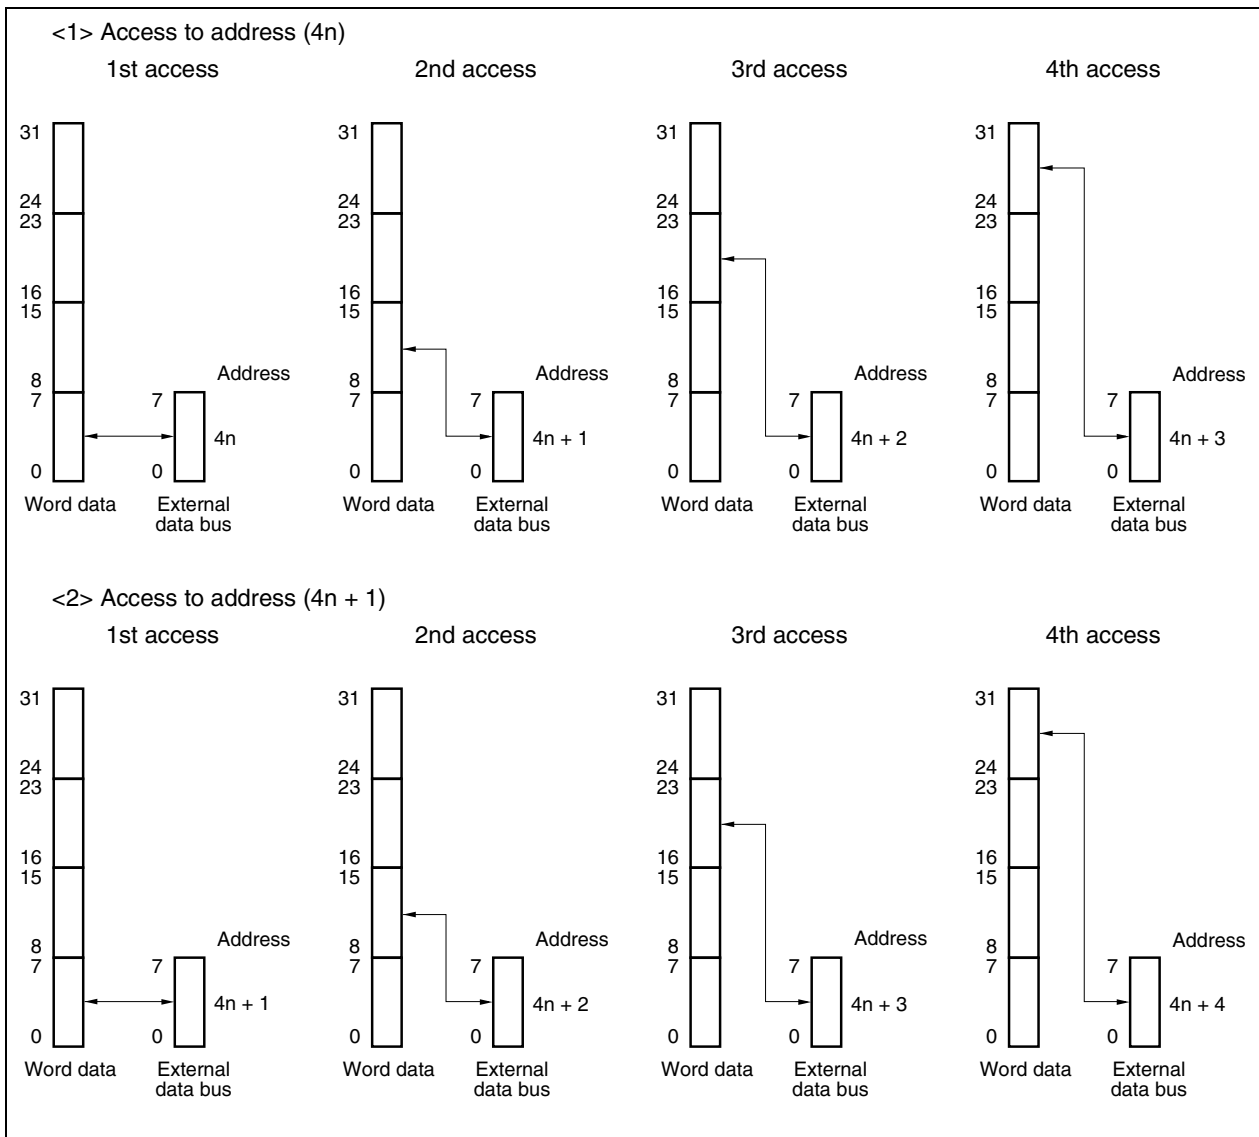 <1> Access to address (4n)
1st access 2nd access 3rd access 4th access
31 31 31 31
24 24 24 24
23 23 23 23
16 16 16 16
15 15 15 15
Address Address Address Address
8 8 8 8
7 7 7 7 7 7 7 7
4n 4n + 1 4n + 2 4n + 3
0 0 0 0 0 0 0 0
Word data External Word data External Word data External Word data External
data bus data bus data bus data bus
<2> Access to address (4n + 1)
1st access 2nd access 3rd access 4th access
31 31 31 31
24 24 24 24
23 23 23 23
16 16 16 16
15 15 15 15
Address Address Address Address
8 8 8 8
7 7 7 7 7 7 7 7
4n + 1 4n + 2 4n + 3 4n + 4
0 0 0 0 0 0 0 0
Word data External Word data External Word data External Word data External
data bus data bus data bus data bus